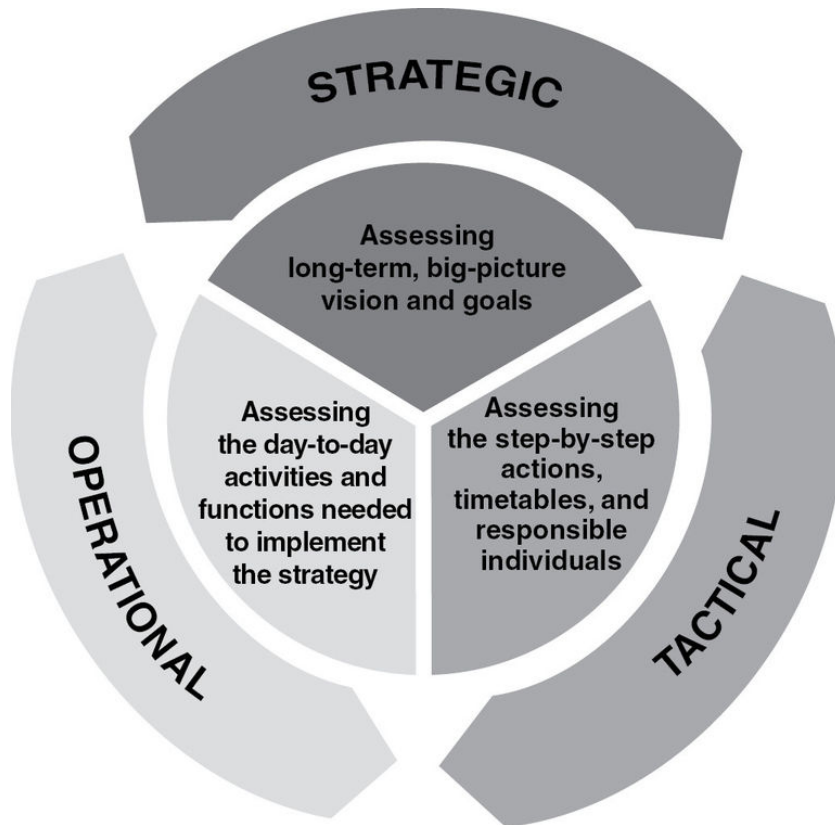 STRATEGIC
Assessing
long-term, big-picture
vision and goals
Assessing
the day-to-day
activities and
functions needed
to implement
the strategy
Assessing
the step-by-step
actions,
timetables, and
responsible
individuals
OPERATIONAL
TACTICAL